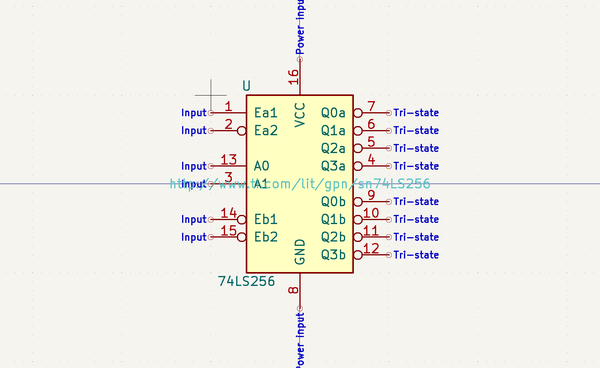 Power input
16
U
Input 1 Ea1 VCC Q0a 7 Tri-state
Input 2 Ea2 Q1a 6 Tri-state
Q2a 5 Tri-state
Input 13 A0 Q3a 4 Tri-state
Input 3 A1
http://www.ti.com/lit/gpn/sn74LS256
Q0b 9 Tri-state
Input 14 Eb1 Q1b 10 Tri-state
Input 15 Eb2 GND Q2b 11 Tri-state
Q3b 12 Tri-state
74LS256
8
Power input